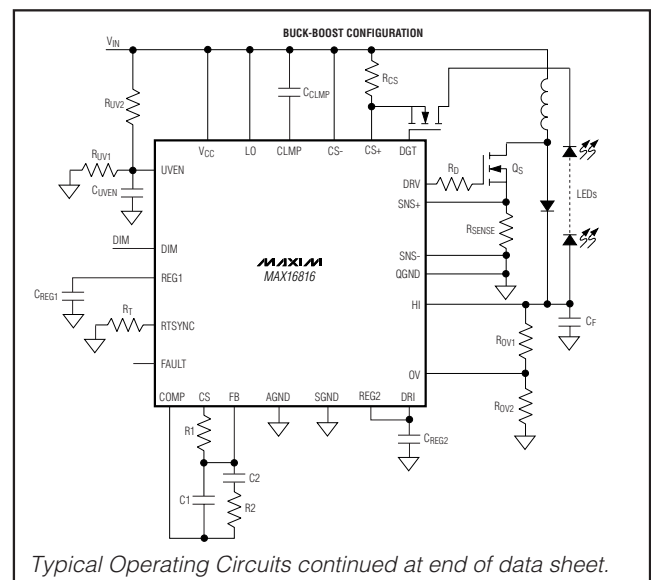 BUCK-BOOST CONFIGURATION
VIN
RUV2
CCLMP
RCS
VCC LO CLMP CS- CS+ DGT
RUV1
UVEN
CUVEN
DRV
RD
QS
SNS+
LEDs
RSENSE
DIM
DIM
SNS-
MAXIM
MAX16816
QGND
REG1
CREG1
HI
RT
RTSYNC
CF
ROV1
FAULT
OV
COMP CS FB AGND SGND REG2 DRI
ROV2
R1
CREG2
C2
C1
R2
Typical Operating Circuits continued at end of data sheet.